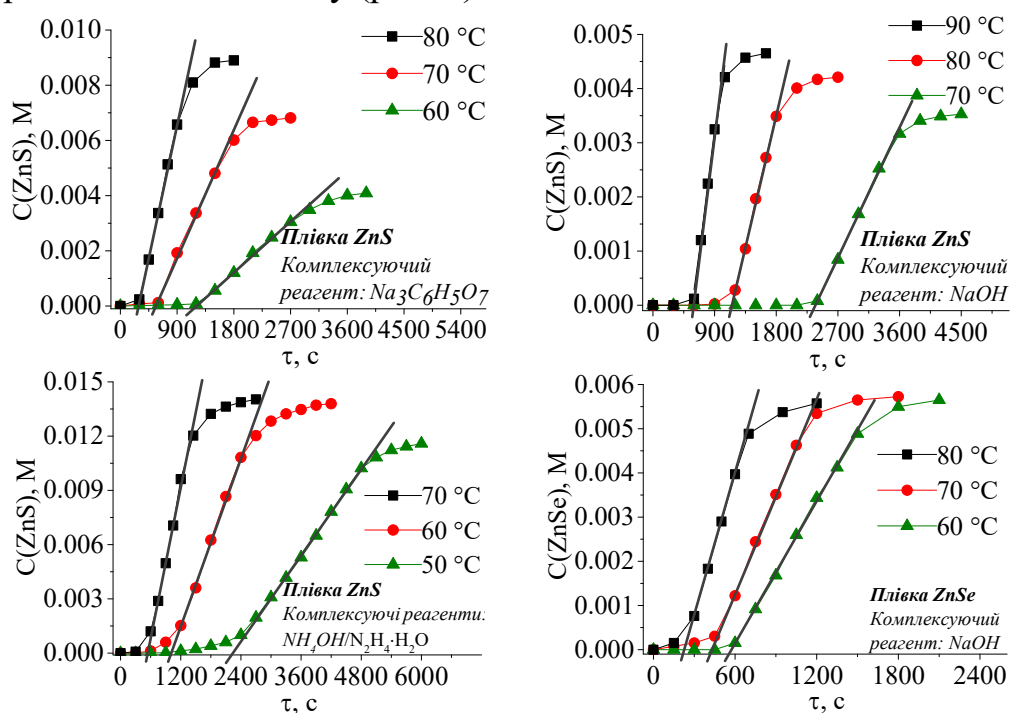 0.010
0.008
0.006
0.004
0.002
0.000
C(ZnS), M
80 °C
70 °C
60 °C
Плівка ZnS
Комплексуючий
реагент: Na3C6H5O7
0 900 1800 2700 3600 4500 5400
τ, c
0.005
0.004
0.003
0.002
0.001
0.000
C(ZnS), M
90 °C
80 °C
70 °C
Плівка ZnS
Комплексуючий
реагент: NaOH
0 900 1800 2700 3600 4500
τ, c
0.015
0.012
0.009
0.006
0.003
0.000
C(ZnS), M
70 °C
60 °C
50 °C
Плівка ZnS
Комплексуючі реагенти:
NH4OH/N2H4·H2O
0 1200 2400 3600 4800 6000
τ, c
0.006
0.005
0.004
0.003
0.002
0.001
0.000
C(ZnSe), M
80 °C
70 °C
60 °C
Плівка ZnSe
Комплексуючий
реагент: NaOH
0 600 1200 1800 2400
τ, c